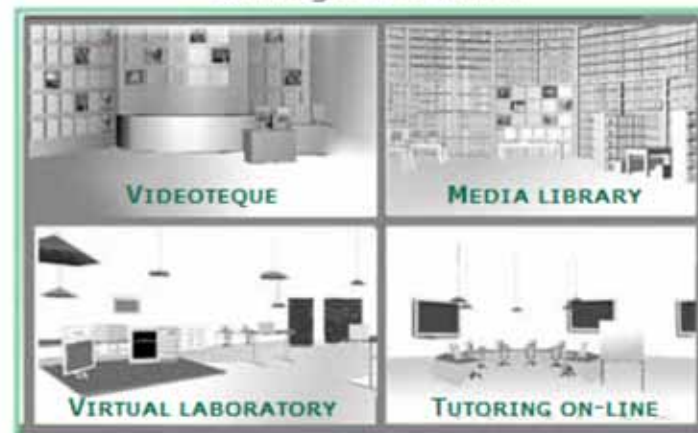 VIDEOTEQUE
MEDIA LIBRARY
VIRTUAL LABORATORY
TUTORING ON-LINE